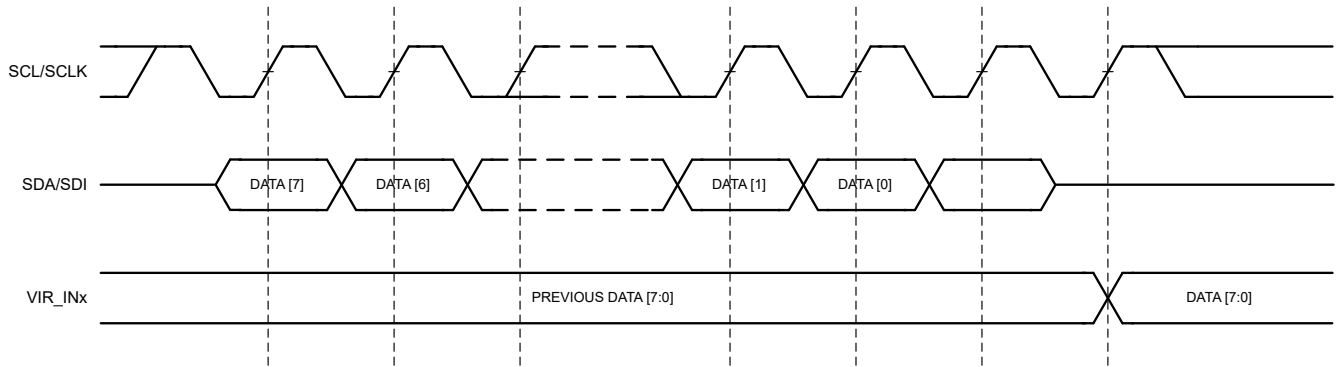 SCL/SCLK
SDA/SDI
DATA [7]
DATA [6]
DATA [1]
DATA [0]
VIR_INx
PREVIOUS DATA [7:0]
DATA [7:0]